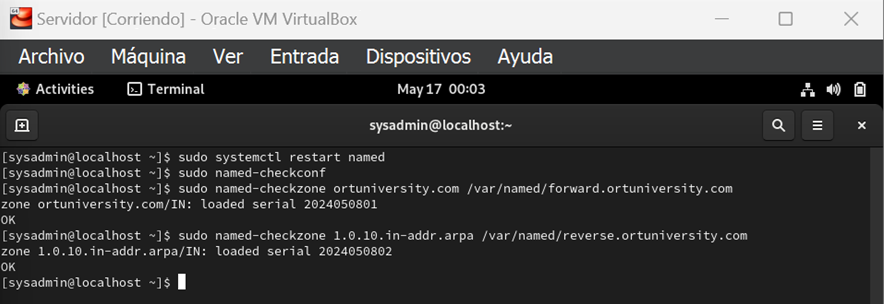 Servidor [Corriendo] - Oracle VM VirtualBox
Archivo Máquina Ver Entrada Dispositivos Ayuda
Activities Terminal May 17 00:03
sysadmin@localhost:~
[sysadmin@localhost ~]$ sudo systemctl restart named
[sysadmin@localhost ~]$ sudo named-checkconf
[sysadmin@localhost ~]$ sudo named-checkzone ortuniversity.com /var/named/forward.ortuniversity.com
zone ortuniversity.com/IN: loaded serial 2024050801
OK
[sysadmin@localhost ~]$ sudo named-checkzone 1.0.10.in-addr.arpa /var/named/reverse.ortuniversity.com
zone 1.0.10.in-addr.arpa/IN: loaded serial 2024050802
OK
[sysadmin@localhost ~]$